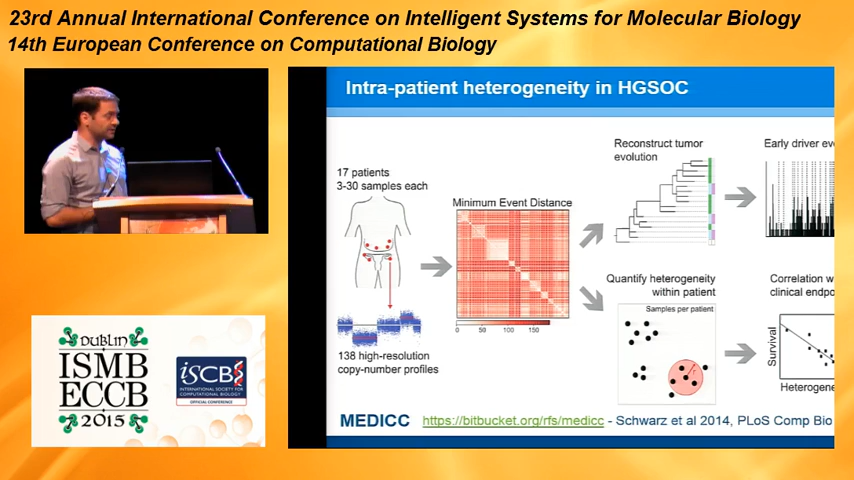 23rd Annual International Conference on Intelligent Systems for Molecular Biology
14th European Conference on Computational Biology
Intra-patient heterogeneity in HGSOC
17 patients
3-30 samples each
138 high-resolution
copy-number profiles
Minimum Event Distance
0 50 100 150
Reconstruct tumor
evolution
Early driver eve
Quantify heterogeneity
within patient
Samples per patient
r
Correlation w
clinical endpo
Survival
Heterogene
MEDICC https://bitbucket.org/rfs/medicc - Schwarz et al 2014, PLoS Comp Bio
DUBLIN
ISMB
ECCB
2015
ISCB
INTERNATIONAL SOCIETY FOR
COMPUTATIONAL BIOLOGY
OFFICIAL CONFERENCE